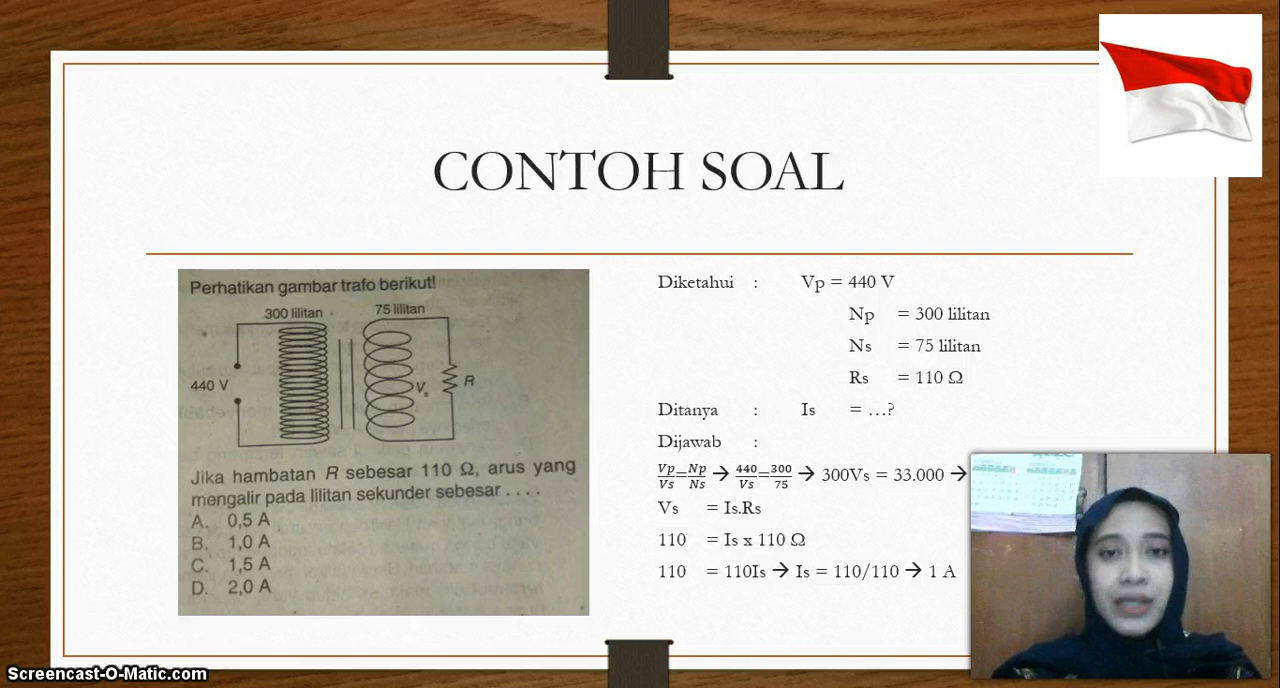 CONTOH SOAL
Perhatikan gambar trafo berikut!
300 lilitan
75 lilitan
440 V
Vs
R
Jika hambatan R sebesar 110 Ω, arus yang
mengalir pada lilitan sekunder sebesar . . . .
A. 0,5 A
B. 1,0 A
C. 1,5 A
D. 2,0 A
Diketahui : Vp = 440 V
Np = 300 lilitan
Ns = 75 lilitan
Rs = 110 Ω
Ditanya : Is = …?
Dijawab :
Vp/Vs=Np/Ns → 440/Vs=300/75 → 300Vs = 33.000 →
Vs = Is.Rs
110 = Is x 110 Ω
110 = 110Is → Is = 110/110 → 1 A
Screencast-O-Matic.com